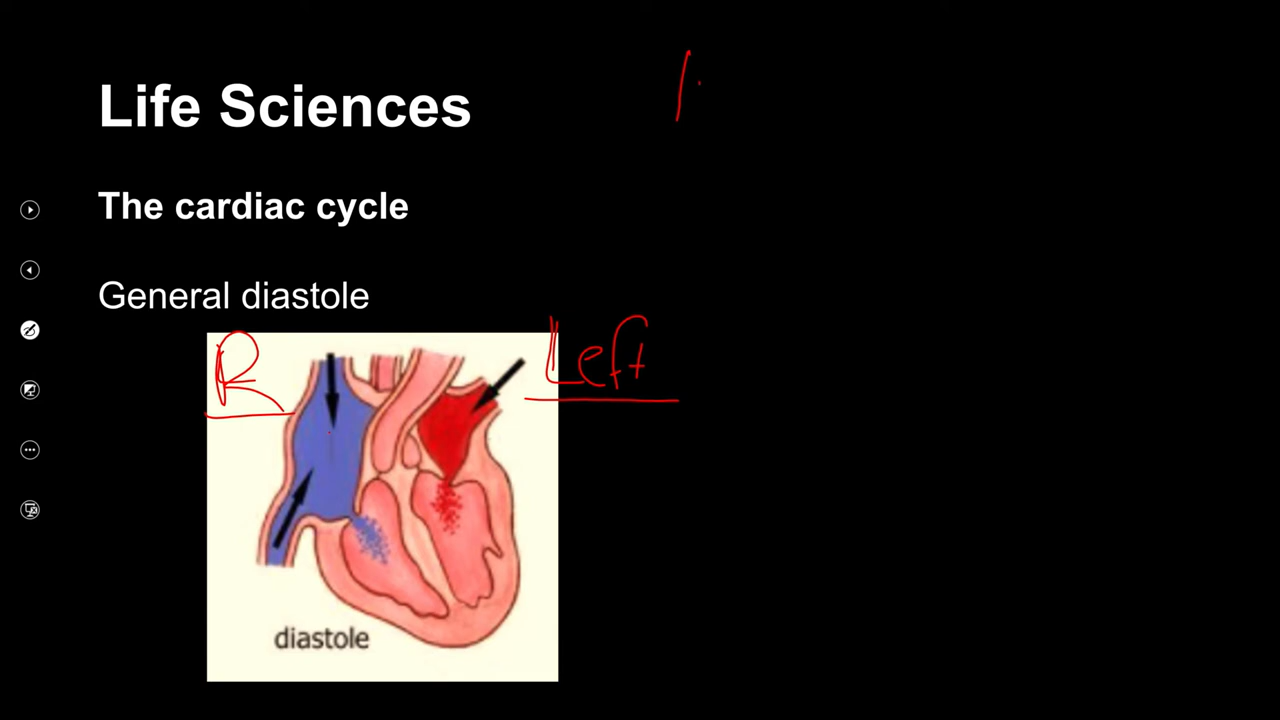 Life Sciences
The cardiac cycle
General diastole
R
Left
diastole